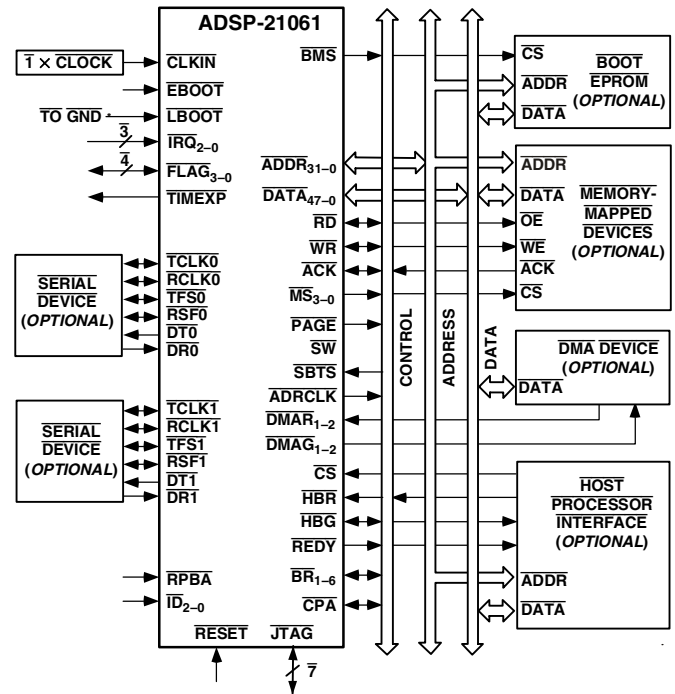 ADSP-21061
1 × CLOCK
CLKIN
EBOOT
TO GND
LBOOT
3
IRQ2-0
4
FLAG3-0
TIMEXP
SERIAL
DEVICE
(OPTIONAL)
TCLK0
RCLK0
TFS0
RSF0
DT0
DR0
SERIAL
DEVICE
(OPTIONAL)
TCLK1
RCLK1
TFS1
RSF1
DT1
DR1
RPBA
ID2-0
RESET
JTAG
7
BMS
ADDR31-0
DATA47-0
RD
WR
ACK
MS3-0
PAGE
SW
SBTS
ADRCLK
DMAR1-2
DMAG1-2
CS
HBR
HBG
REDY
BR1-6
CPA
CONTROL
ADDRESS
DATA
CS
ADDR
DATA
BOOT
EPROM
(OPTIONAL)
ADDR
DATA
OE
WE
ACK
CS
MEMORY-
MAPPED
DEVICES
(OPTIONAL)
DMA DEVICE
(OPTIONAL)
DATA
HOST
PROCESSOR
INTERFACE
(OPTIONAL)
ADDR
DATA